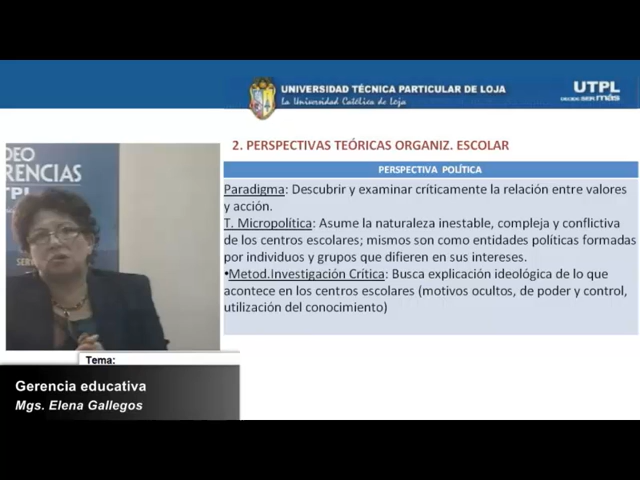 UNIVERSIDAD TÉCNICA PARTICULAR DE LOJA
La Universidad Católica de Loja
UTPL
DECIDE SER MÁS
2. PERSPECTIVAS TEÓRICAS ORGANIZ. ESCOLAR
PERSPECTIVA POLÍTICA
Paradigma: Descubrir y examinar críticamente la relación entre valores
y acción.
T. Micropolítica: Asume la naturaleza inestable, compleja y conflictiva
de los centros escolares; mismos son como entidades políticas formadas
por individuos y grupos que difieren en sus intereses.
•Metod.Investigación Crítica: Busca explicación ideológica de lo que
acontece en los centros escolares (motivos ocultos, de poder y control,
utilización del conocimiento)
DEO
RENCIAS
TPL
Tema:
Gerencia educativa
Mgs. Elena Gallegos